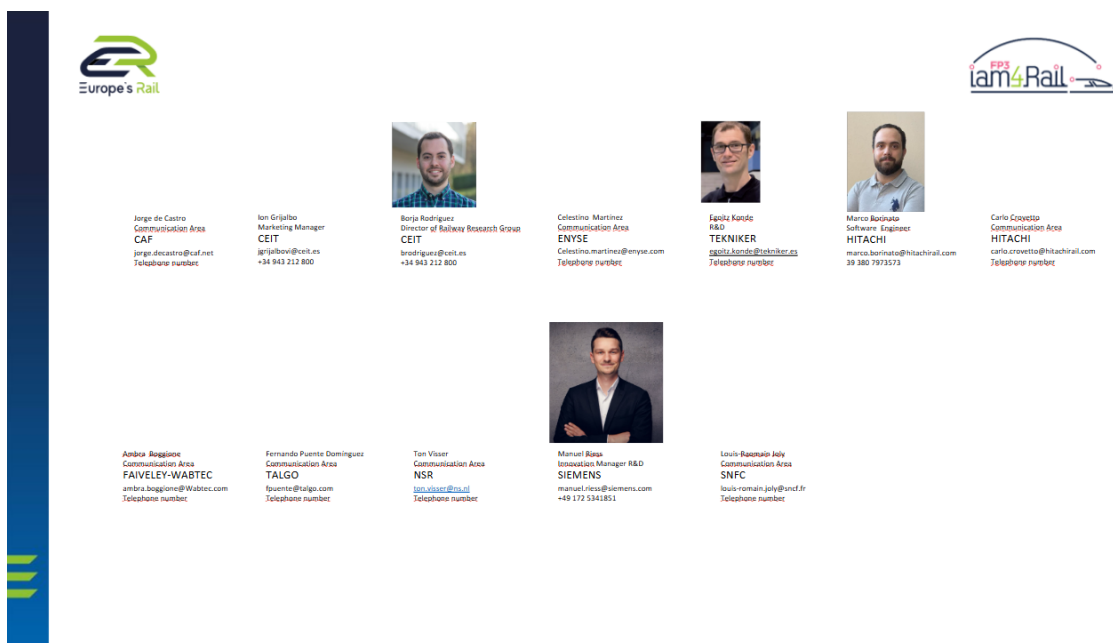 Europe's Rail
FP3
iam4Rail
Jorge de Castro
Communication Area
CAF
jorge.decastro@caf.net
Telephone number
Ion Grijalbo
Marketing Manager
CEIT
jgrijalbovi@ceit.es
+34 943 212 800
Borja Rodriguez
Director of Railway Research Group
CEIT
brodriguez@ceit.es
+34 943 212 800
Celestino Martinez
Communication Area
ENYSE
Celestino.martinez@enyse.com
Telephone number
Egoitz Konde
R&D
TEKNIKER
egoitz.konde@tekniker.es
Telephone number
Marco Borinato
Software Engineer
HITACHI
marco.borinato@hitachirail.com
39 380 7973573
Carlo Crovetto
Communication Area
HITACHI
carlo.crovetto@hitachirail.com
Telephone number
Ambra Boggione
Communication Area
FAIVELEY-WABTEC
ambra.boggione@Wabtec.com
Telephone number
Fernando Puente Domínguez
Communication Area
TALGO
fpuente@talgo.com
Telephone number
Ton Visser
Communication Area
NSR
ton.visser@ns.nl
Telephone number
Manuel Riess
Innovation Manager R&D
SIEMENS
manuel.riess@siemens.com
+49 172 5341851
Louis-Raomain Joly
Communication Area
SNFC
louis-romain.joly@sncf.fr
Telephone number